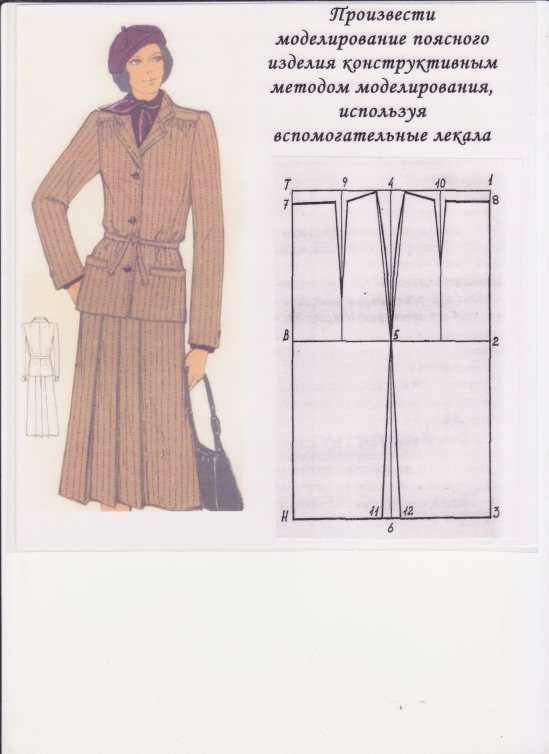 Произвести
моделирование поясного
изделия конструктивным
методом моделирования,
используя
вспомогательные лекала
Т 9 4 10 1
7 8
В 5 2
Н 11 12 3
6